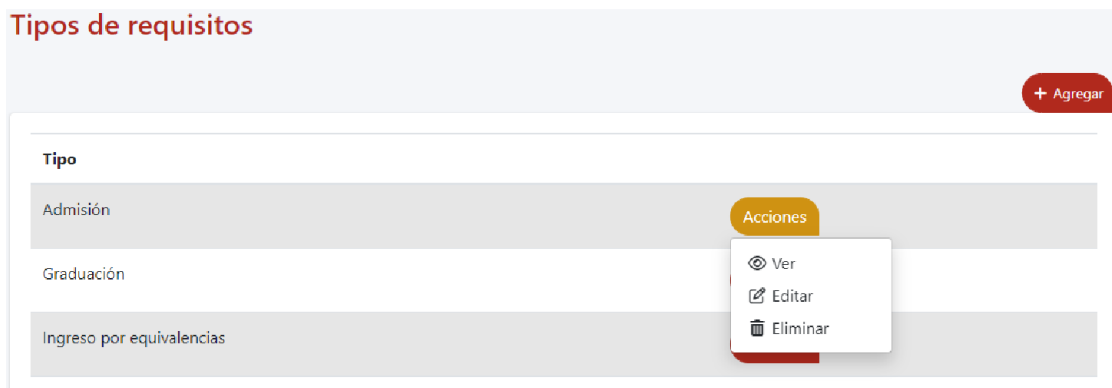 Tipos de requisitos
+ Agregar
Tipo
Admisión
Acciones
Ver
Graduación
Editar
Eliminar
Ingreso por equivalencias